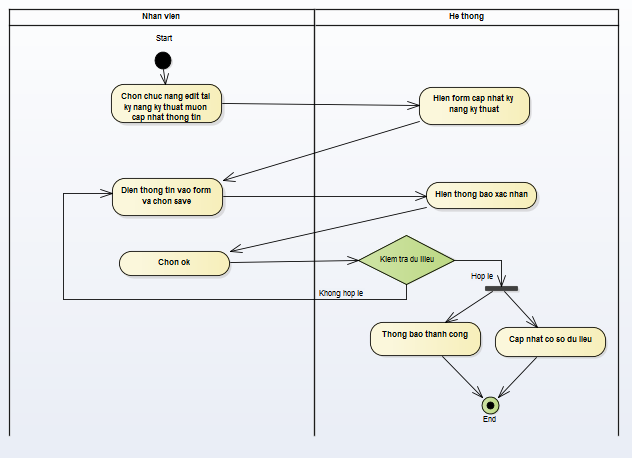 Nhan vien
He thong
Start
Chon chuc nang edit tai
ky nang ky thuat muon
cap nhat thong tin
Hien form cap nhat ky
nang ky thuat
Dien thong tin vao form
va chon save
Hien thong bao xac nhan
Chon ok
Kiem tra du lilieu
Hop le
Khong hop le
Thong bao thanh cong
Cap nhat co so du lieu
End